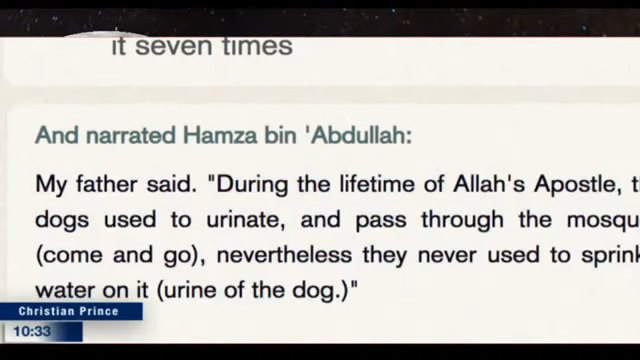 it seven times
And narrated Hamza bin 'Abdullah:
My father said. "During the lifetime of Allah's Apostle,
dogs used to urinate, and pass through the
(come and go), nevertheless they never used to
water on it (urine of the dog.)"
Christian Prince
10:33